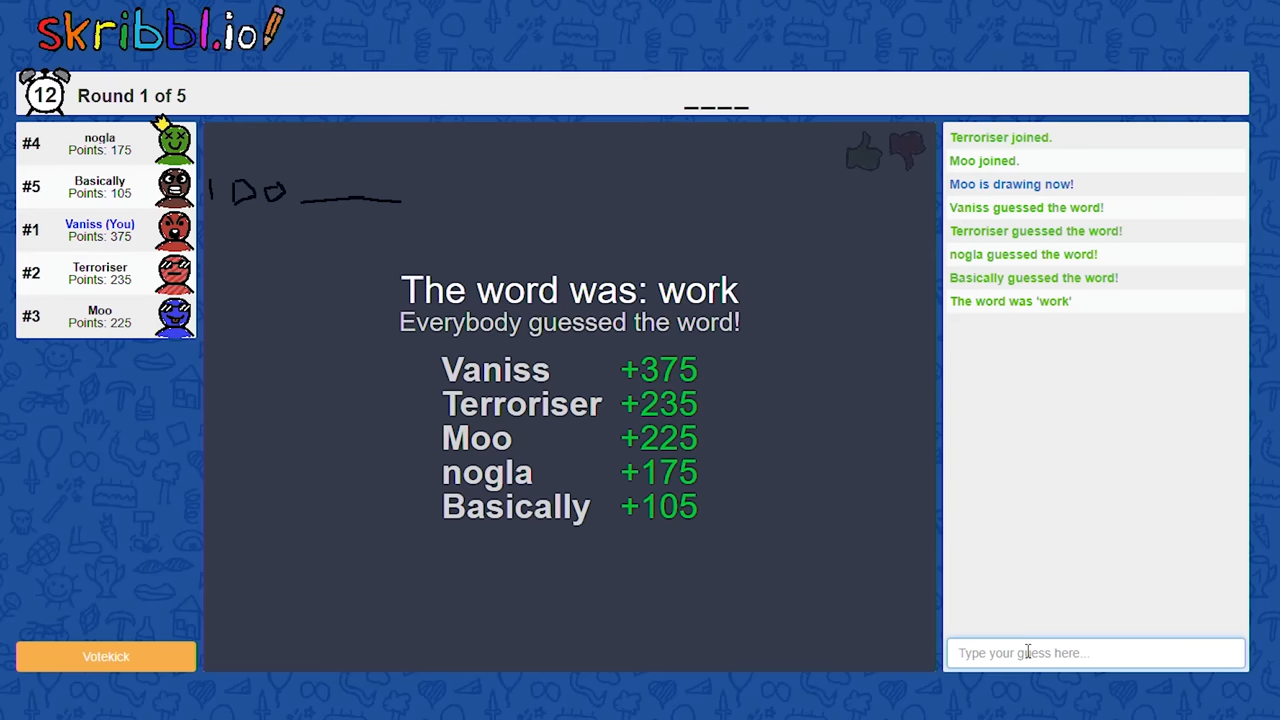 skribbl.io
12
Round 1 of 5
____
#4
nogla
Points: 175
#5
Basically
Points: 105
#1
Vaniss (You)
Points: 375
#2
Terroriser
Points: 235
#3
Moo
Points: 225
Votekick
I DO ____
The word was: work
Everybody guessed the word!
Vaniss +375
Terroriser +235
Moo +225
nogla +175
Basically +105
Terroriser joined.
Moo joined.
Moo is drawing now!
Vaniss guessed the word!
Terroriser guessed the word!
nogla guessed the word!
Basically guessed the word!
The word was 'work'
Type your guess here...